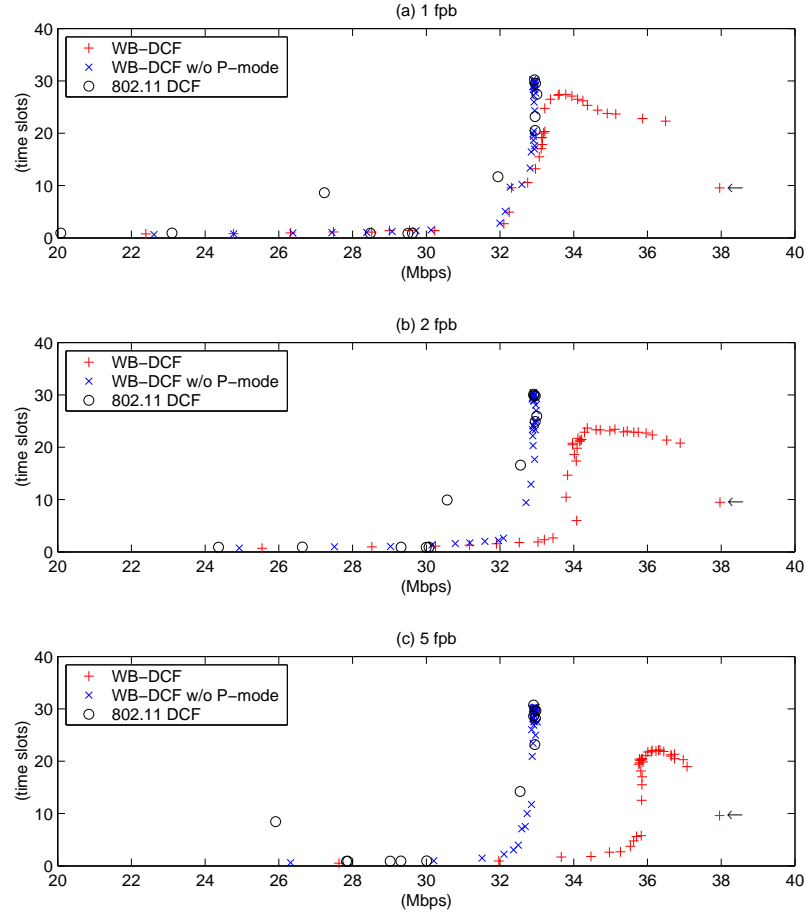 (a) 1 fpb
40
30
20
10
0
(time slots)
WB−DCF
WB−DCF w/o P−mode
802.11 DCF
20 22 24 26 28 30 32 34 36 38 40
(Mbps)
(b) 2 fpb
40
30
20
10
0
(time slots)
WB−DCF
WB−DCF w/o P−mode
802.11 DCF
20 22 24 26 28 30 32 34 36 38 40
(Mbps)
(c) 5 fpb
40
30
20
10
0
(time slots)
WB−DCF
WB−DCF w/o P−mode
802.11 DCF
20 22 24 26 28 30 32 34 36 38 40
(Mbps)